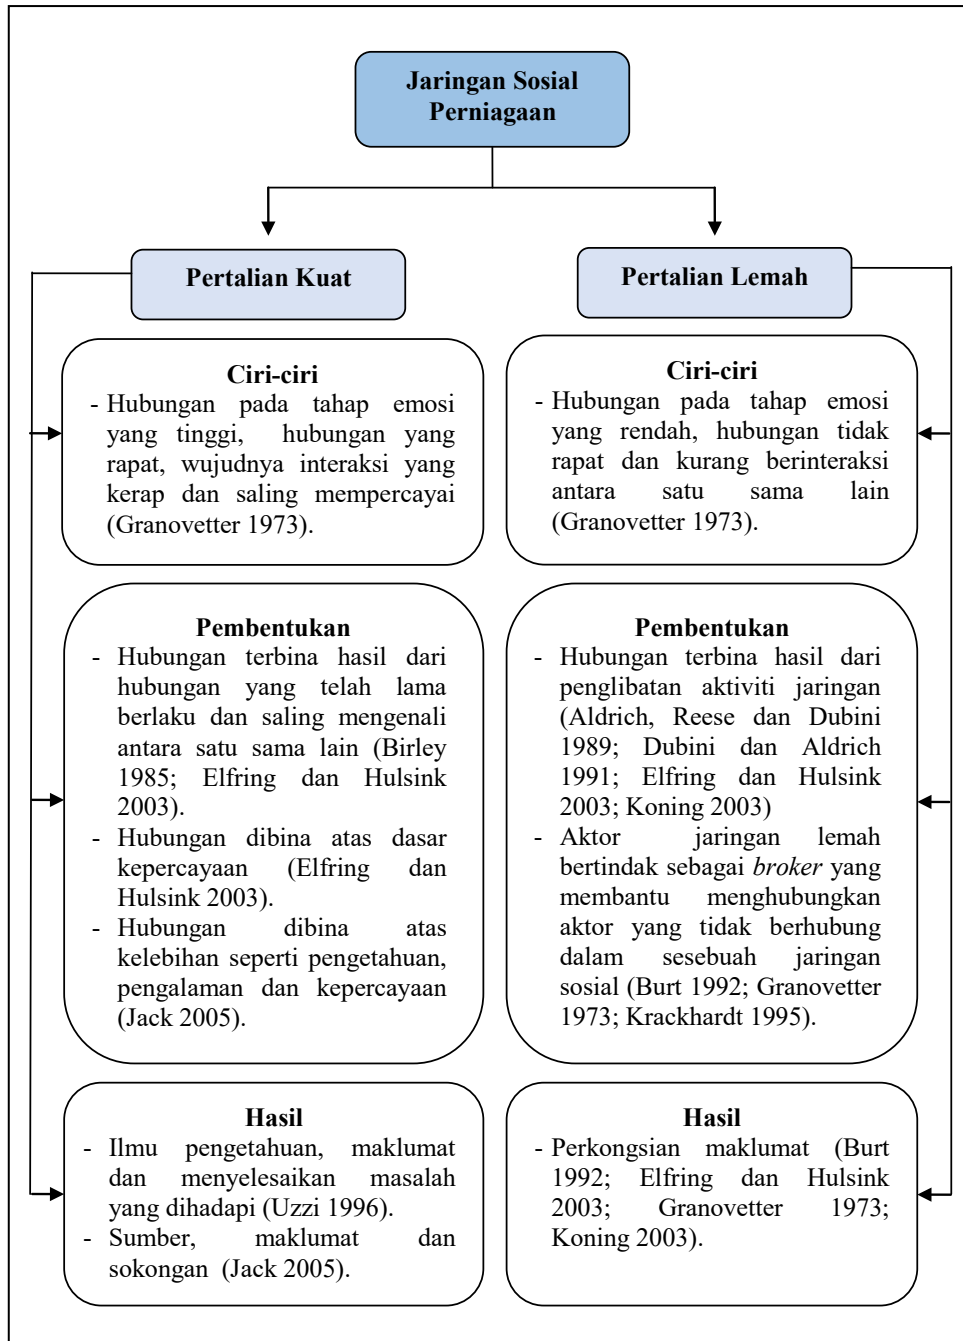 Jaringan Sosial
Perniagaan
Pertalian Kuat
Ciri-ciri
- Hubungan pada tahap emosi
yang tinggi, hubungan yang
rapat, wujudnya interaksi yang
kerap dan saling mempercayai
(Granovetter 1973).
Pembentukan
- Hubungan terbina hasil dari
hubungan yang telah lama
berlaku dan saling mengenali
antara satu sama lain (Birley
1985; Elfring dan Hulsink
2003).
- Hubungan dibina atas dasar
kepercayaan (Elfring dan
Hulsink 2003).
- Hubungan dibina atas
kelebihan seperti pengetahuan,
pengalaman dan kepercayaan
(Jack 2005).
Hasil
- Ilmu pengetahuan, maklumat
dan menyelesaikan masalah
yang dihadapi (Uzzi 1996).
- Sumber, maklumat dan
sokongan (Jack 2005).
Pertalian Lemah
Ciri-ciri
- Hubungan pada tahap emosi
yang rendah, hubungan tidak
rapat dan kurang berinteraksi
antara satu sama lain
(Granovetter 1973).
Pembentukan
- Hubungan terbina hasil dari
penglibatan aktiviti jaringan
(Aldrich, Reese dan Dubini
1989; Dubini dan Aldrich
1991; Elfring dan Hulsink
2003; Koning 2003)
- Aktor jaringan lemah
bertindak sebagai broker yang
membantu menghubungkan
aktor yang tidak berhubung
dalam sesebuah jaringan
sosial (Burt 1992; Granovetter
1973; Krackhardt 1995).
Hasil
- Perkongsian maklumat (Burt
1992; Elfring dan Hulsink
2003; Granovetter 1973;
Koning 2003).